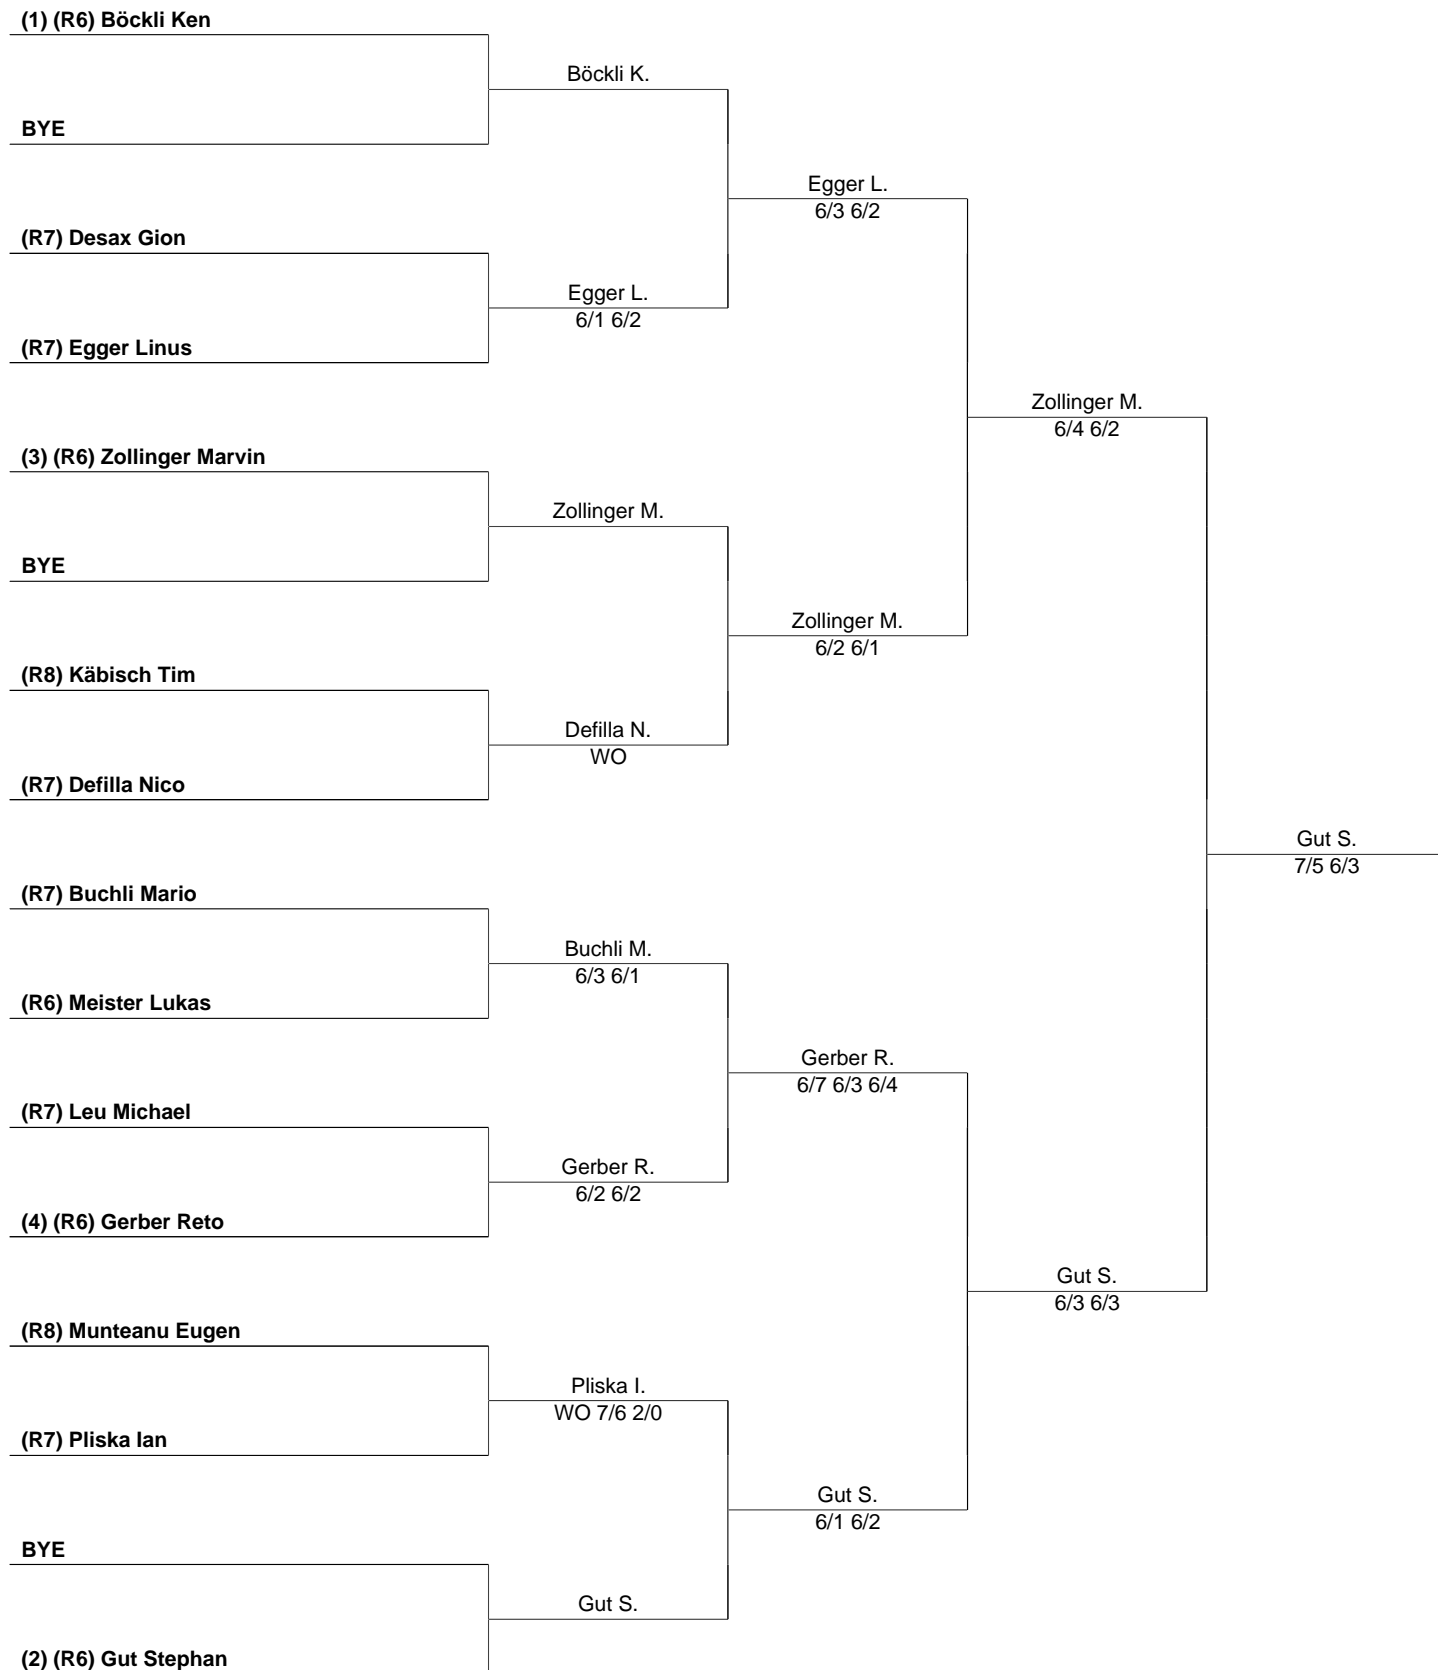 (1) (R6) Böckli Ken
Böckli K.
BYE
Egger L.
6/3 6/2
(R7) Desax Gion
Egger L.
6/1 6/2
(R7) Egger Linus
Zollinger M.
6/4 6/2
(3) (R6) Zollinger Marvin
Zollinger M.
BYE
Zollinger M.
6/2 6/1
(R8) Käbisch Tim
Defilla N.
WO
(R7) Defilla Nico
Gut S.
7/5 6/3
(R7) Buchli Mario
Buchli M.
6/3 6/1
(R6) Meister Lukas
Gerber R.
6/7 6/3 6/4
(R7) Leu Michael
Gerber R.
6/2 6/2
(4) (R6) Gerber Reto
Gut S.
6/3 6/3
(R8) Munteanu Eugen
Pliska I.
WO 7/6 2/0
(R7) Pliska Ian
Gut S.
6/1 6/2
BYE
Gut S.
(2) (R6) Gut Stephan